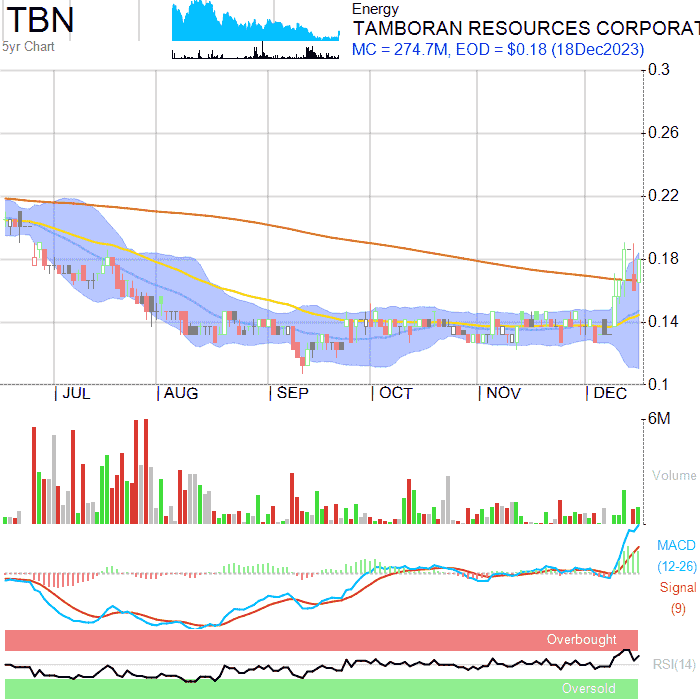 TBN
5yr Chart
Energy
TAMBORAN RESOURCES CORPORAT
MC = 274.7M, EOD = $0.18 (18Dec2023)
0.3
0.26
0.22
0.18
0.14
0.1
JUL AUG SEP OCT NOV DEC
6M
Volume
MACD
(12-26)
Signal
(9)
Overbought
RSI(14)
Oversold